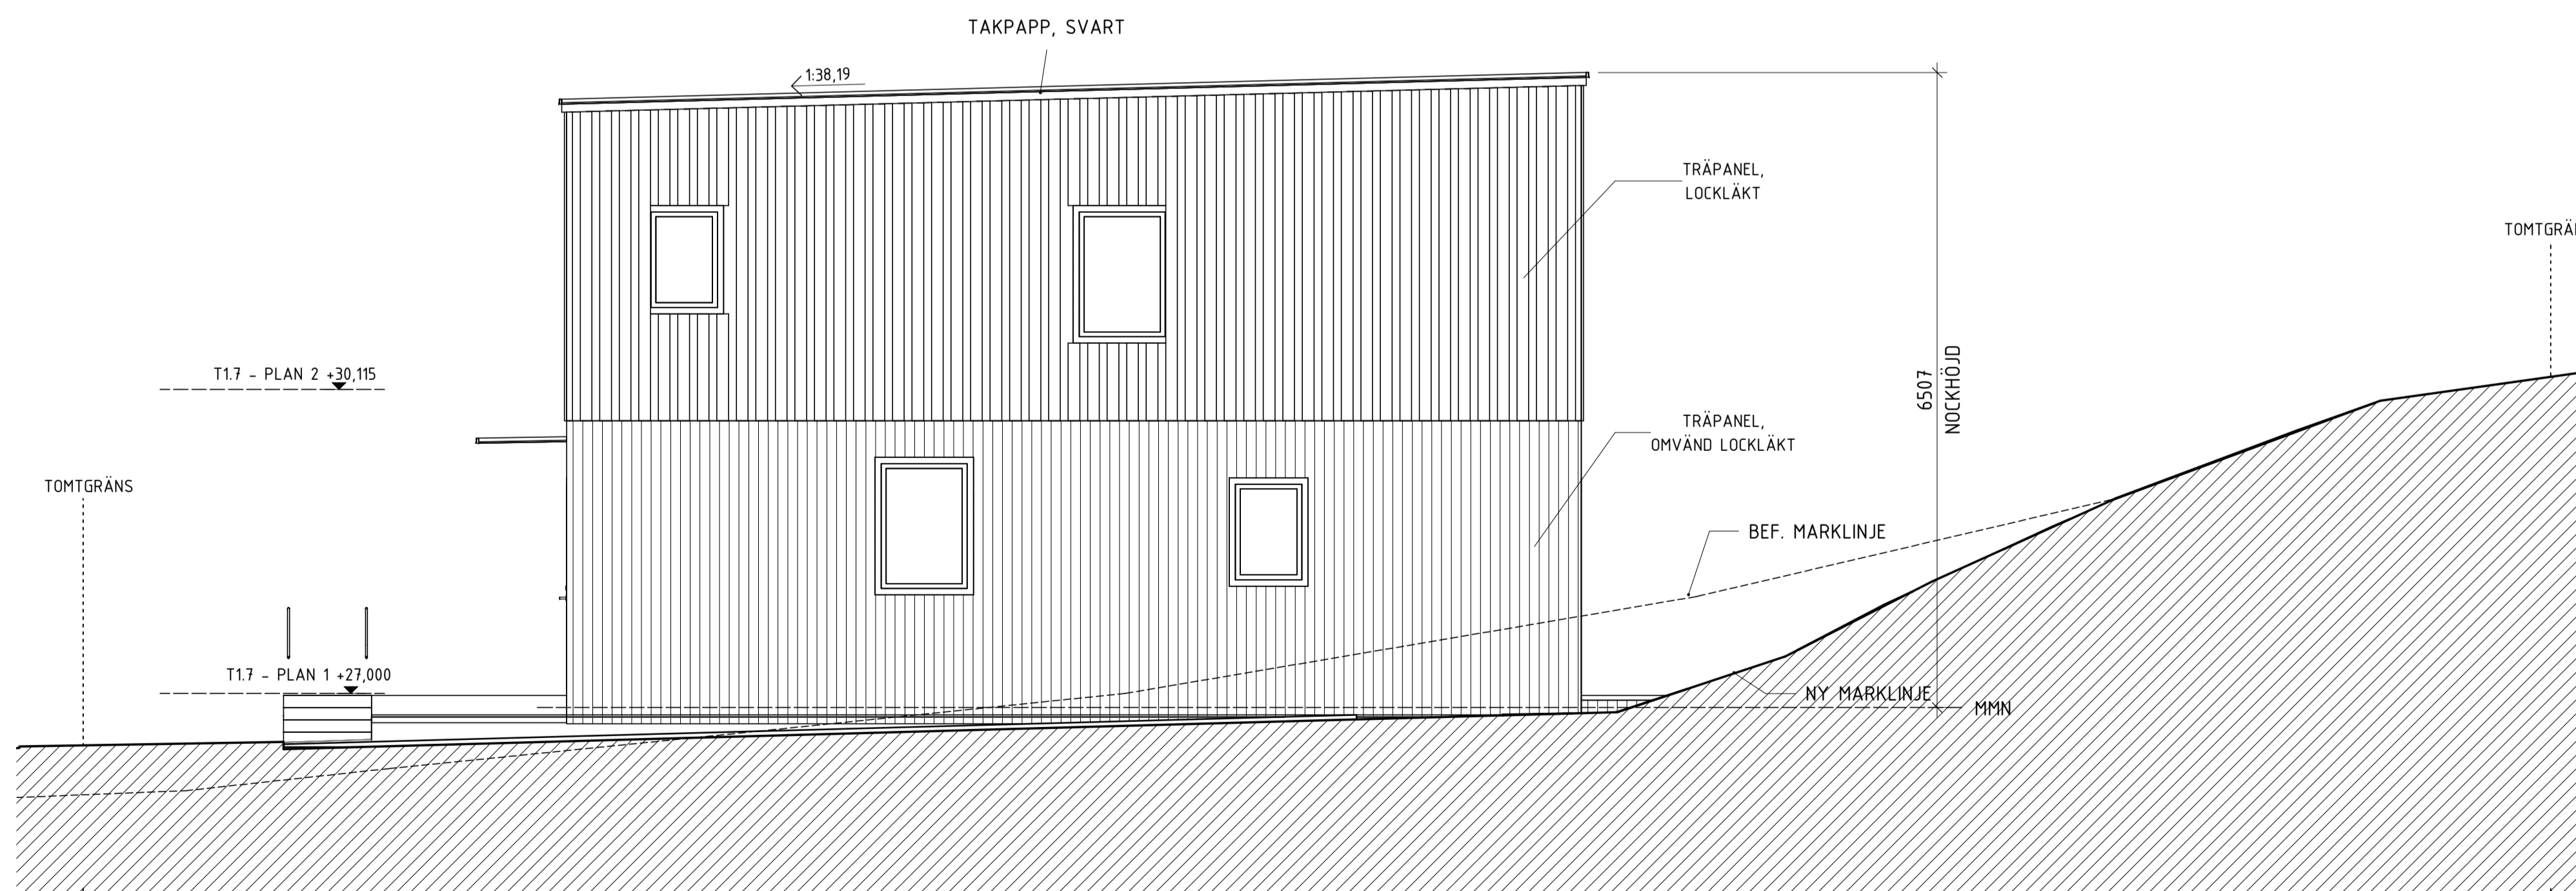 TAKPAPP, SVART
1:38,19
TRÄPANEL,
LOCKLÄKT
TOMTGRÄ
T1.7 - PLAN 2 +30,115
6507
NOCKHÖJD
TRÄPANEL,
OMVÄND LOCKLÄKT
TOMTGRÄNS
BEF. MARKLINJE
T1.7 - PLAN 1 +27,000
NY MARKLINJE
MMN